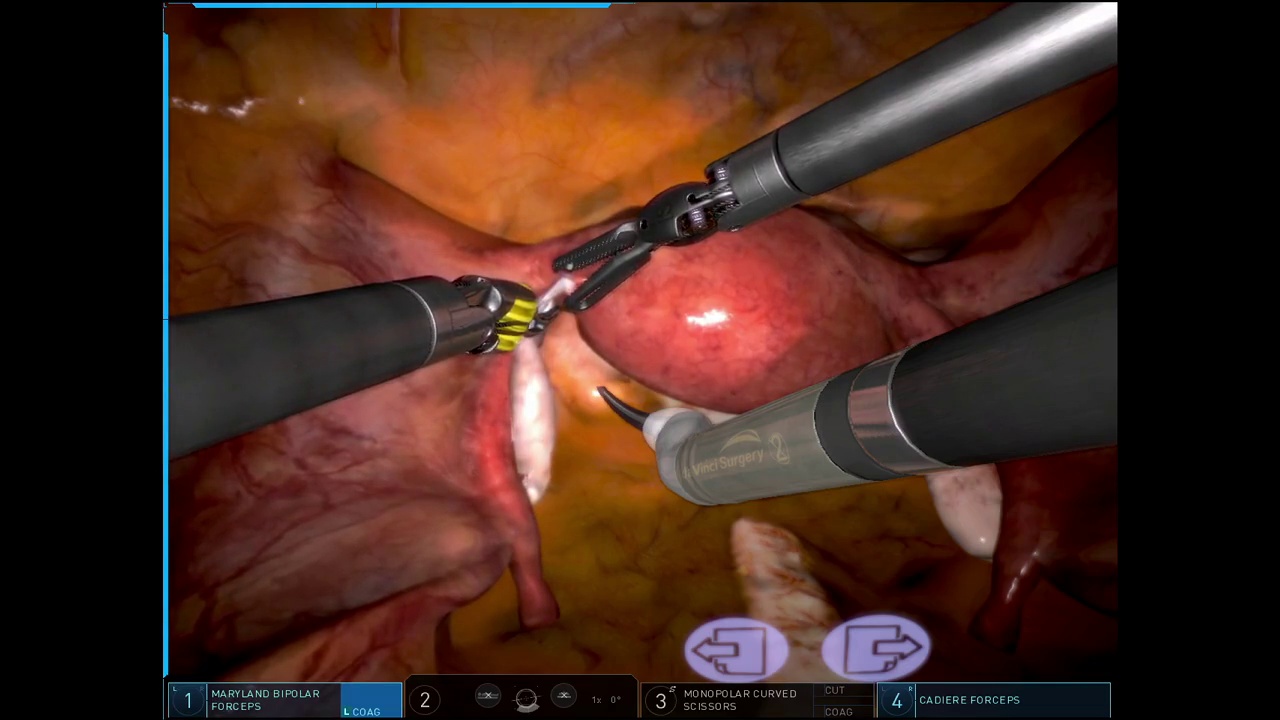 da Vinci Surgery
1
L
MARYLAND BIPOLAR
FORCEPS
L COAG
2
1x 0°
3
S
MONOPOLAR CURVED
SCISSORS
CUT
COAG
4
R
CADIERE FORCEPS